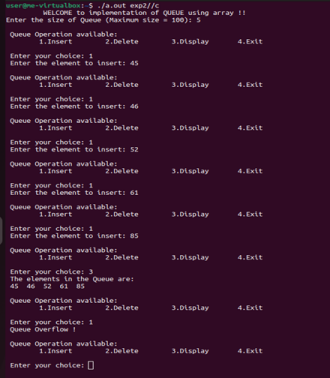 user@ne-virtualbox:-$ ./a.out exp2//c
WELCOME to implementation of QUEUE using array !!
Enter the size of Queue (Maximum size = 100): 5
Queue Operation available:
1.Insert 2.Delete 3.Display 4.Exit
Enter your choice: 1
Enter the element to insert: 45
Queue Operation available:
1.Insert 2.Delete 3.Display 4.Exit
Enter your choice: 1
Enter the element to insert: 46
Queue Operation available:
1.Insert 2.Delete 3.Display 4.Exit
Enter your choice: 1
Enter the element to insert: 52
Queue Operation available:
1.Insert 2.Delete 3.Display 4.Exit
Enter your choice: 1
Enter the element to insert: 61
Queue Operation available:
1.Insert 2.Delete 3.Display 4.Exit
Enter your choice: 1
Enter the element to insert: 85
Queue Operation available:
1.Insert 2.Delete 3.Display 4.Exit
Enter your choice: 3
The elements in the Queue are:
45 46 52 61 85
Queue Operation available:
1.Insert 2.Delete 3.Display 4.Exit
Enter your choice: 1
Queue Overflow !
Queue Operation available:
1.Insert 2.Delete 3.Display 4.Exit
Enter your choice: